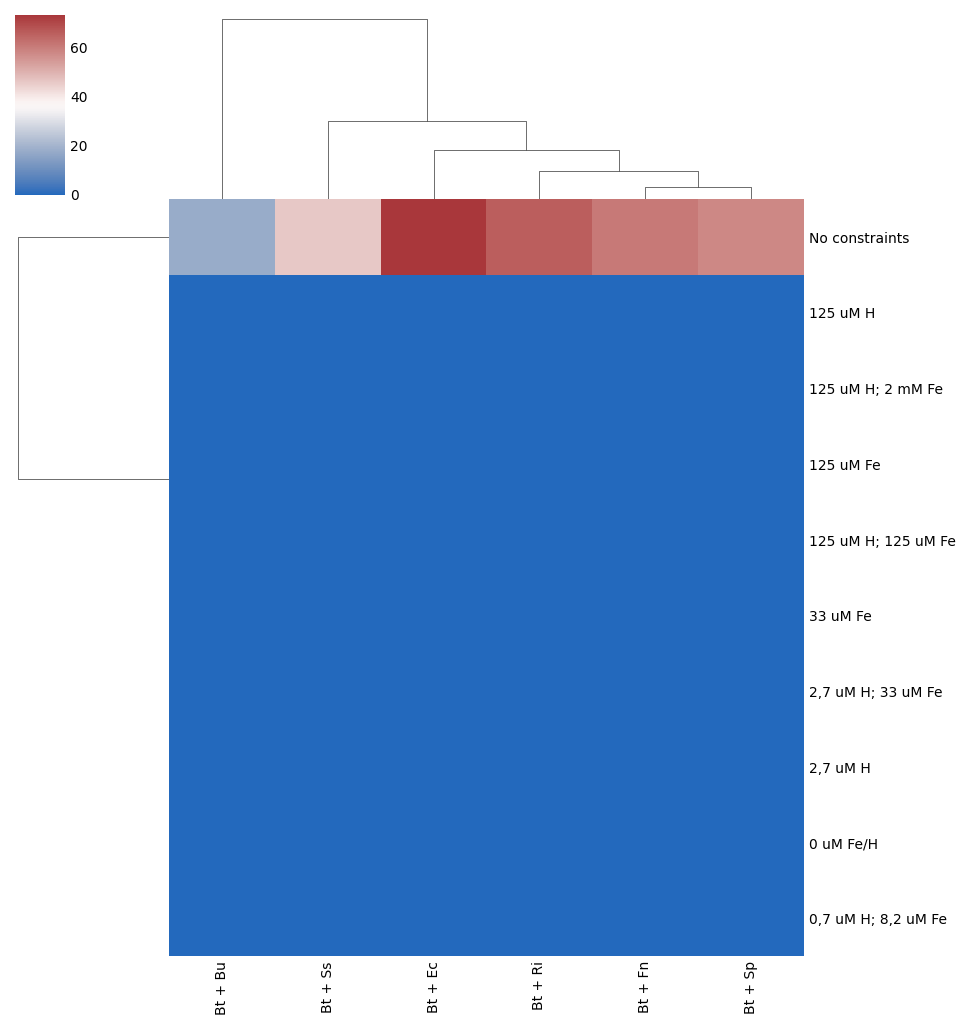 60
40
20
0
No constraints
125 uM H
125 uM H; 2 mM Fe
125 uM Fe
125 uM H; 125 uM Fe
33 uM Fe
2,7 uM H; 33 uM Fe
2,7 uM H
0 uM Fe/H
0,7 uM H; 8,2 uM Fe
Bt + Bu
Bt + Ss
Bt + Ec
Bt + Ri
Bt + Fn
Bt + Sp